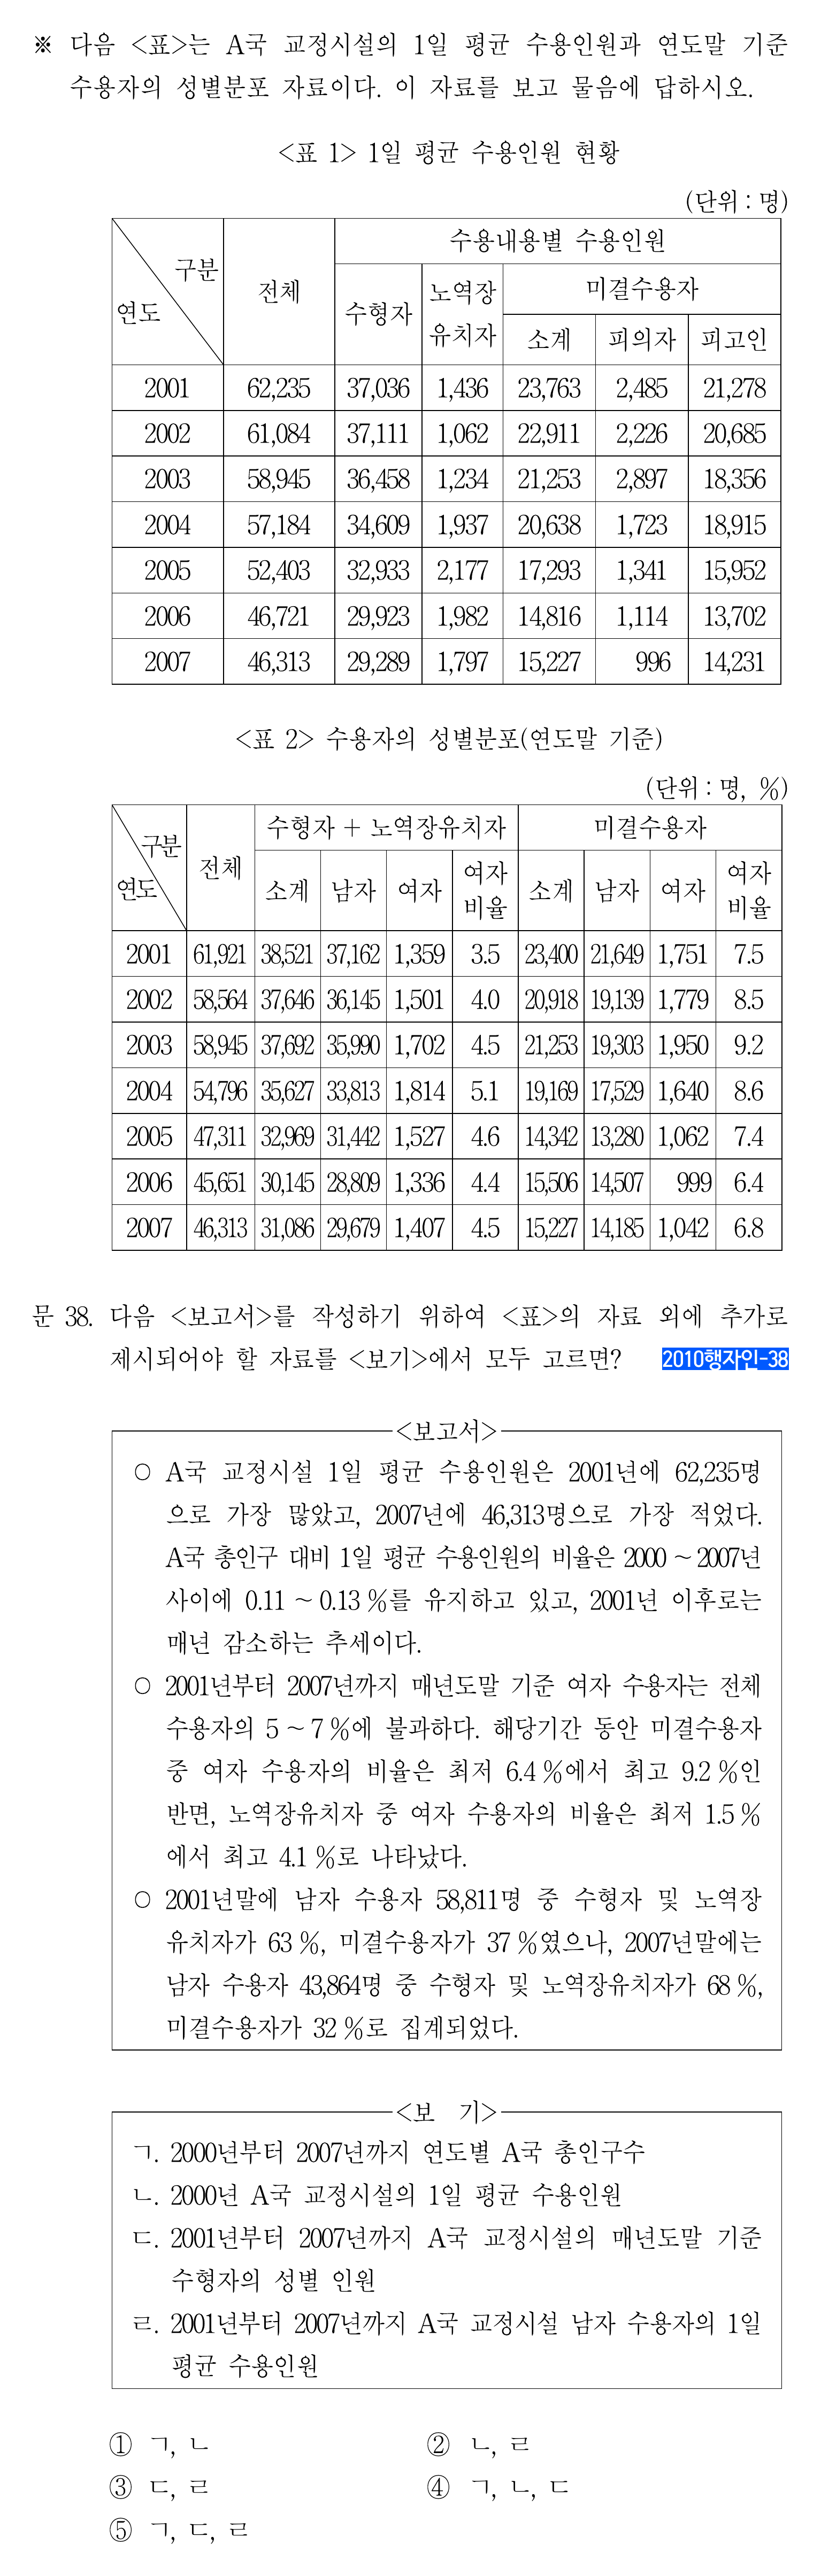 ※ 다음 <표>는 A국 교정시설의 1일 평균 수용인원과 연도말 기준
수용자의 성별분포 자료이다. 이 자료를 보고 물음에 답하시오.
<표 1> 1일 평균 수용인원 현황
(단위 : 명)
구분 연도 전체 수용내용별 수용인원
수형자 노역장 유치자 미결수용자
소계 피의자 피고인
2001 62,235 37,036 1,436 23,763 2,485 21,278
2002 61,084 37,111 1,062 22,911 2,226 20,685
2003 58,945 36,458 1,234 21,253 2,897 18,356
2004 57,184 34,609 1,937 20,638 1,723 18,915
2005 52,403 32,933 2,177 17,293 1,341 15,952
2006 46,721 29,923 1,982 14,816 1,114 13,702
2007 46,313 29,289 1,797 15,227 996 14,231
<표 2> 수용자의 성별분포(연도말 기준)
(단위 : 명, %)
구분 연도 전체 수형자 + 노역장유치자 미결수용자
소계 남자 여자 여자 비율 소계 남자 여자 여자 비율
2001 61,921 38,521 37,162 1,359 3.5 23,400 21,649 1,751 7.5
2002 58,564 37,646 36,145 1,501 4.0 20,918 19,139 1,779 8.5
2003 58,945 37,692 35,990 1,702 4.5 21,253 19,303 1,950 9.2
2004 54,796 35,627 33,813 1,814 5.1 19,169 17,529 1,640 8.6
2005 47,311 32,969 31,442 1,527 4.6 14,342 13,280 1,062 7.4
2006 45,651 30,145 28,809 1,336 4.4 15,506 14,507 999 6.4
2007 46,313 31,086 29,679 1,407 4.5 15,227 14,185 1,042 6.8
문 38. 다음 <보고서>를 작성하기 위하여 <표>의 자료 외에 추가로
제시되어야 할 자료를 <보기>에서 모두 고르면? 2010행자인-38
<보고서>
○ A국 교정시설 1일 평균 수용인원은 2001년에 62,235명
으로 가장 많았고, 2007년에 46,313명으로 가장 적었다.
A국 총인구 대비 1일 평균 수용인원의 비율은 2000 ~ 2007년
사이에 0.11 ~ 0.13 %를 유지하고 있고, 2001년 이후로는
매년 감소하는 추세이다.
○ 2001년부터 2007년까지 매년도말 기준 여자 수용자는 전체
수용자의 5 ~ 7 %에 불과하다. 해당기간 동안 미결수용자
중 여자 수용자의 비율은 최저 6.4 %에서 최고 9.2 %인
반면, 노역장유치자 중 여자 수용자의 비율은 최저 1.5 %
에서 최고 4.1 %로 나타났다.
○ 2001년말에 남자 수용자 58,811명 중 수형자 및 노역장
유치자가 63 %, 미결수용자가 37 %였으나, 2007년말에는
남자 수용자 43,864명 중 수형자 및 노역장유치자가 68 %,
미결수용자가 32 %로 집계되었다.
<보 기>
ㄱ. 2000년부터 2007년까지 연도별 A국 총인구수
ㄴ. 2000년 A국 교정시설의 1일 평균 수용인원
ㄷ. 2001년부터 2007년까지 A국 교정시설의 매년도말 기준
수형자의 성별 인원
ㄹ. 2001년부터 2007년까지 A국 교정시설 남자 수용자의 1일
평균 수용인원
① ㄱ, ㄴ ② ㄴ, ㄹ
③ ㄷ, ㄹ ④ ㄱ, ㄴ, ㄷ
⑤ ㄱ, ㄷ, ㄹ